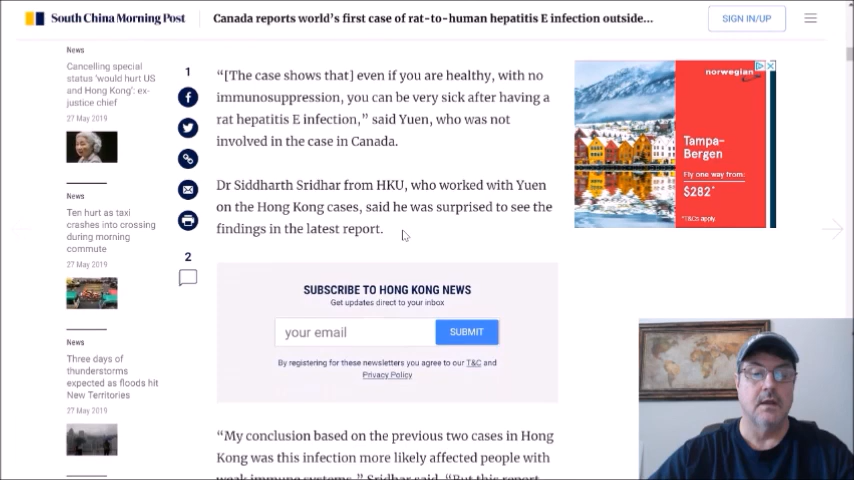 South China Morning Post
Canada reports world's first case of rat-to-human hepatitis E infection outside...
SIGN IN/UP
News
Cancelling special
status 'would hurt US
and Hong Kong': ex-
justice chief
27 May 2019
News
Ten hurt as taxi
crashes into crossing
during morning
commute
27 May 2019
News
Three days of
thunderstorms
expected as floods hit
New Territories
27 May 2019
1
2
“[The case shows that] even if you are healthy, with no
immunosuppression, you can be very sick after having a
rat hepatitis E infection,” said Yuen, who was not
involved in the case in Canada.
Dr Siddharth Sridhar from HKU, who worked with Yuen
on the Hong Kong cases, said he was surprised to see the
findings in the latest report.
SUBSCRIBE TO HONG KONG NEWS
Get updates direct to your inbox
your email
SUBMIT
By registering for these newsletters you agree to our T&C and
Privacy Policy
“My conclusion based on the previous two cases in Hong
Kong was this infection more likely affected people with
weak immune systems,” Sridhar said. “But this report
norwegian
Tampa-
Bergen
Fly one way from:
$282*
*T&Cs apply.